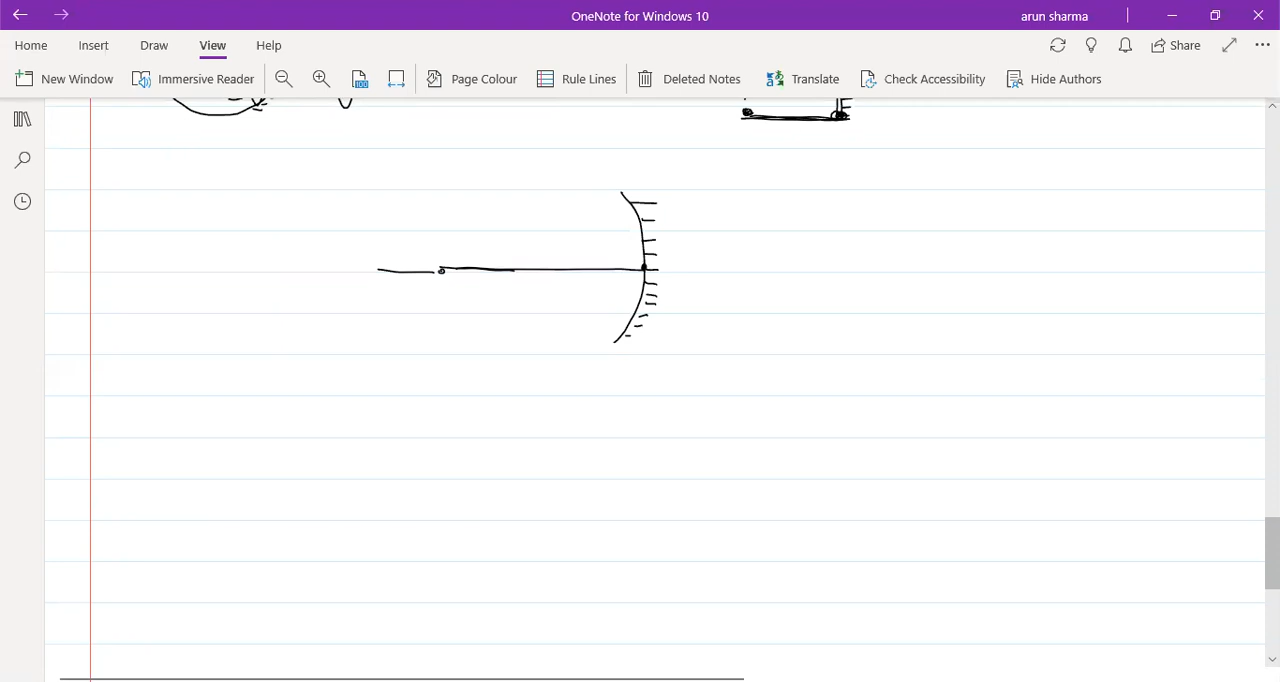 OneNote for Windows 10
arun sharma
Home Insert Draw View Help
Share
New Window Immersive Reader 100 Page Colour Rule Lines Deleted Notes Translate Check Accessibility Hide Authors